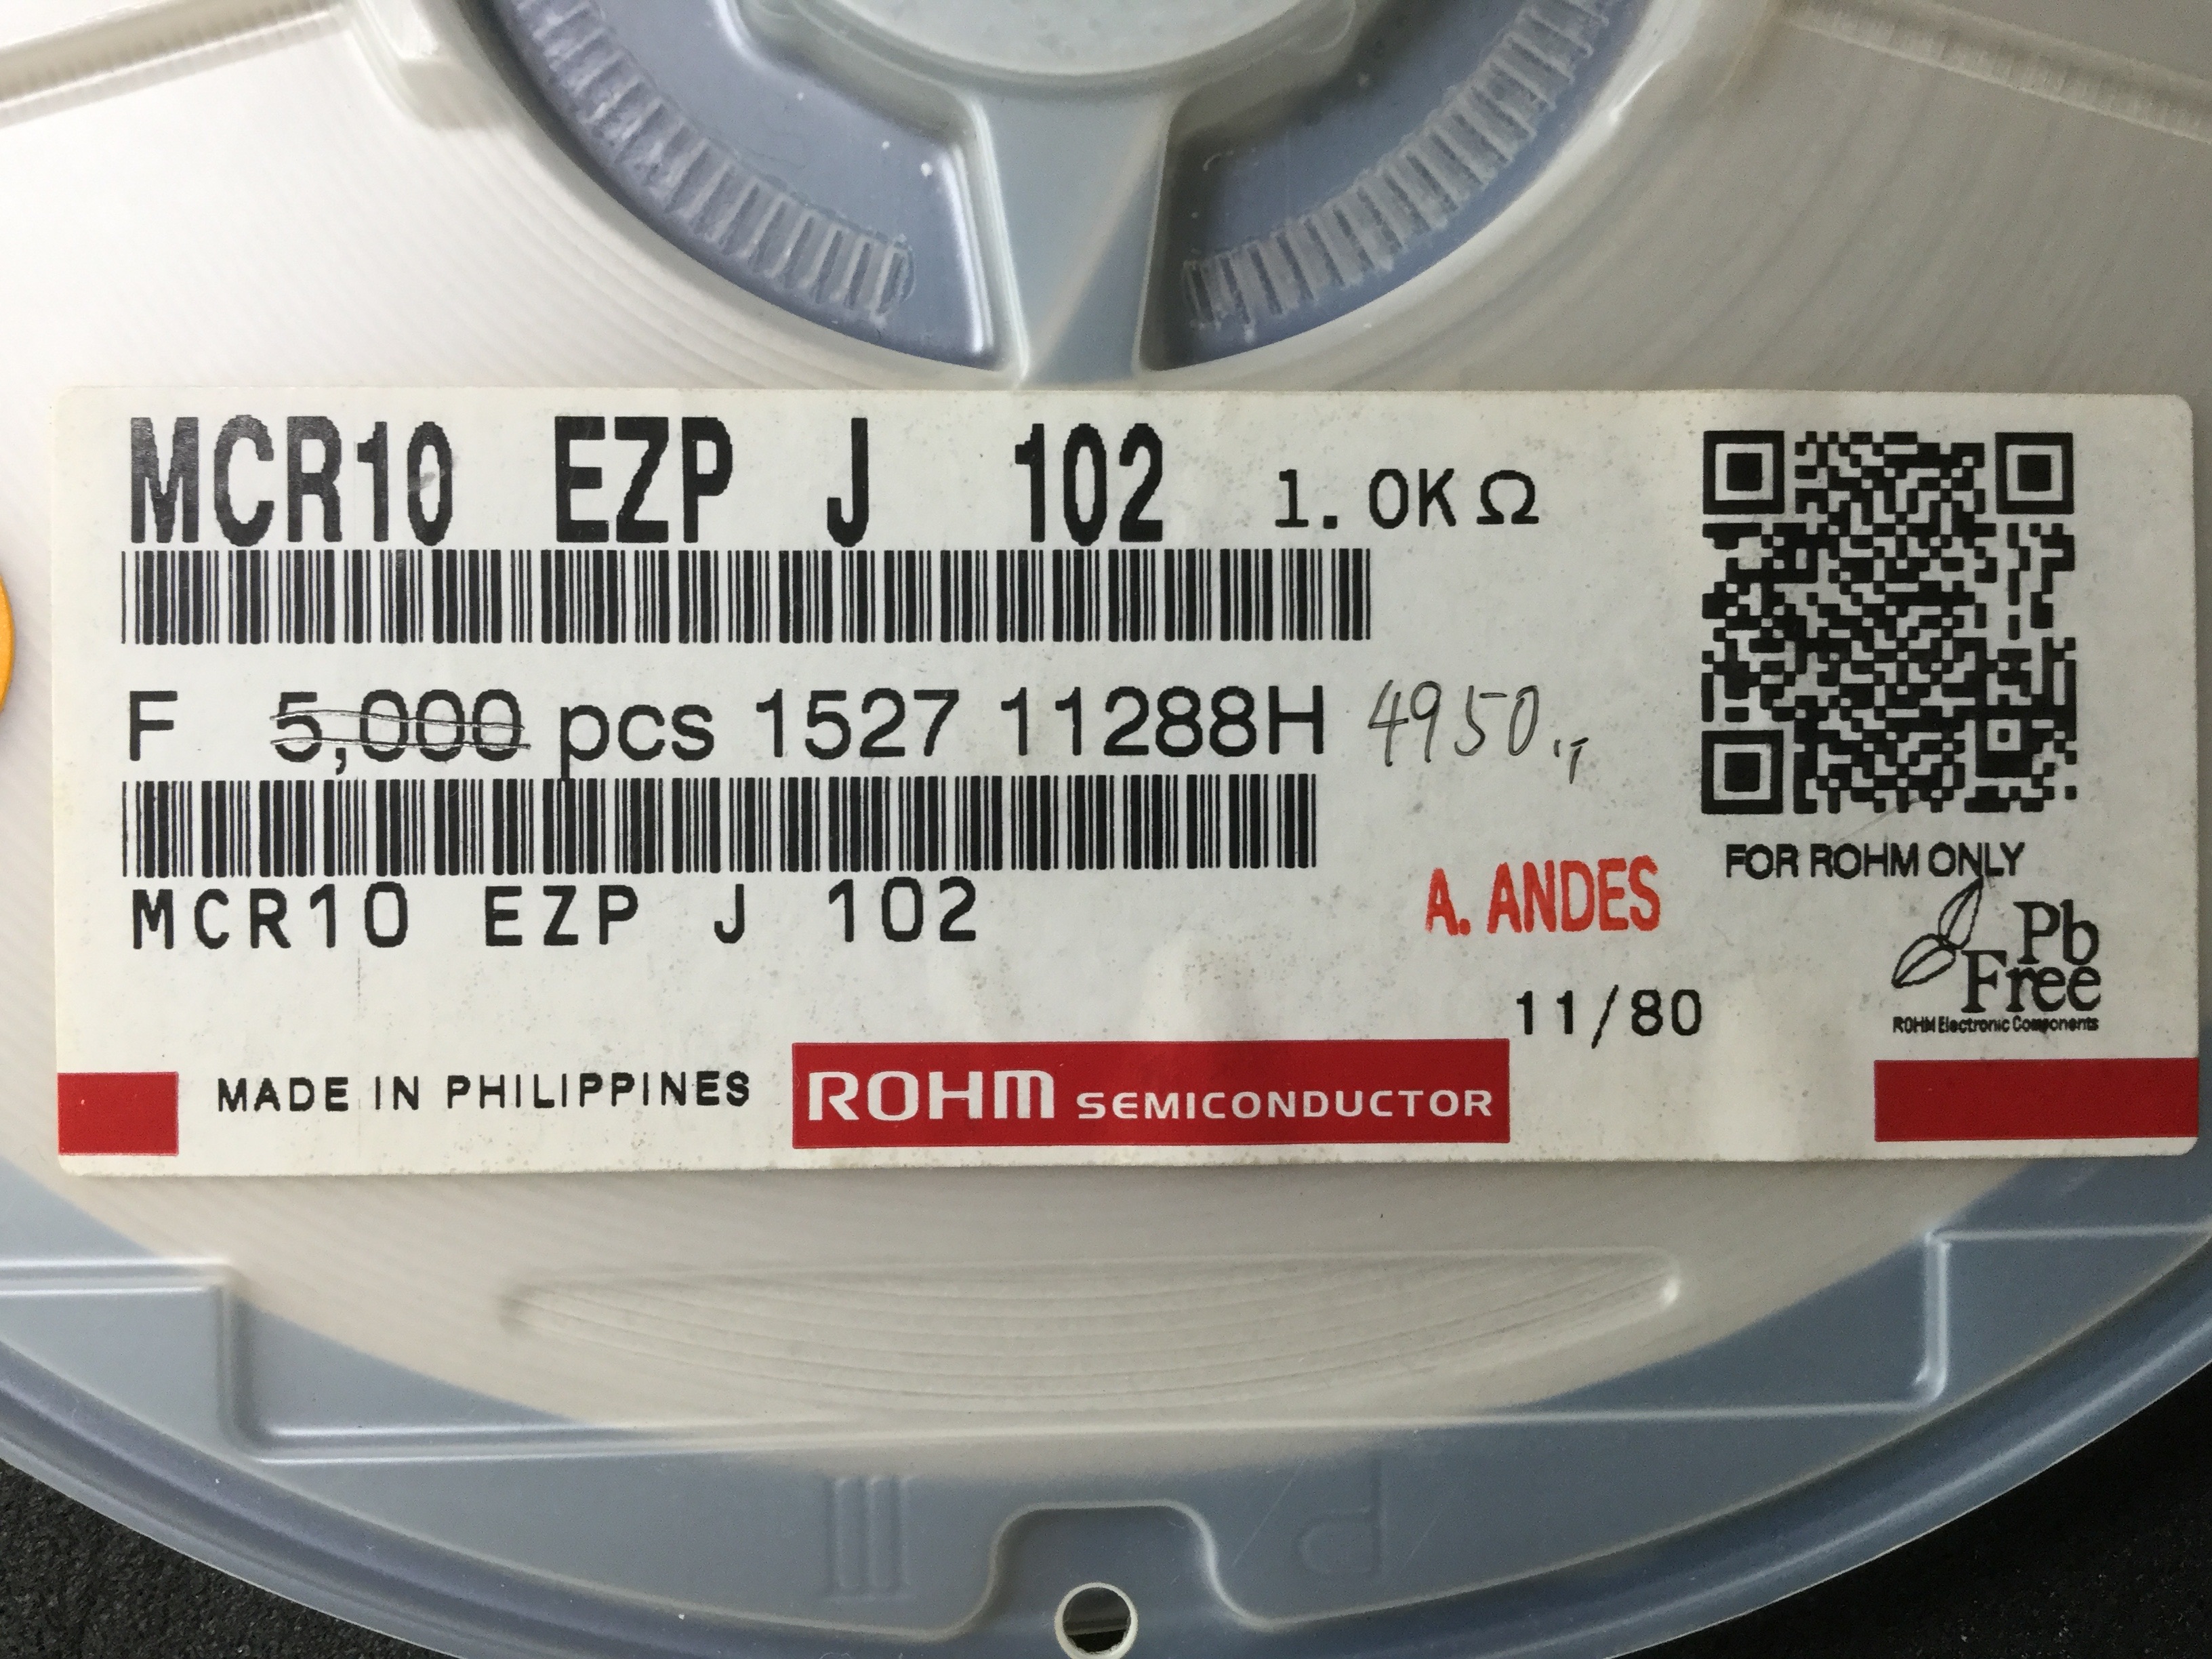 MCR10 EZP J 102 1.0KΩ
F 5,000 pcs 1527 11288H 4950
FOR ROHM ONLY
MCR10 EZP J 102
A. ANDES
Pb Free
ROHM Electronic Components
11/80
MADE IN PHILIPPINES
ROHM SEMICONDUCTOR